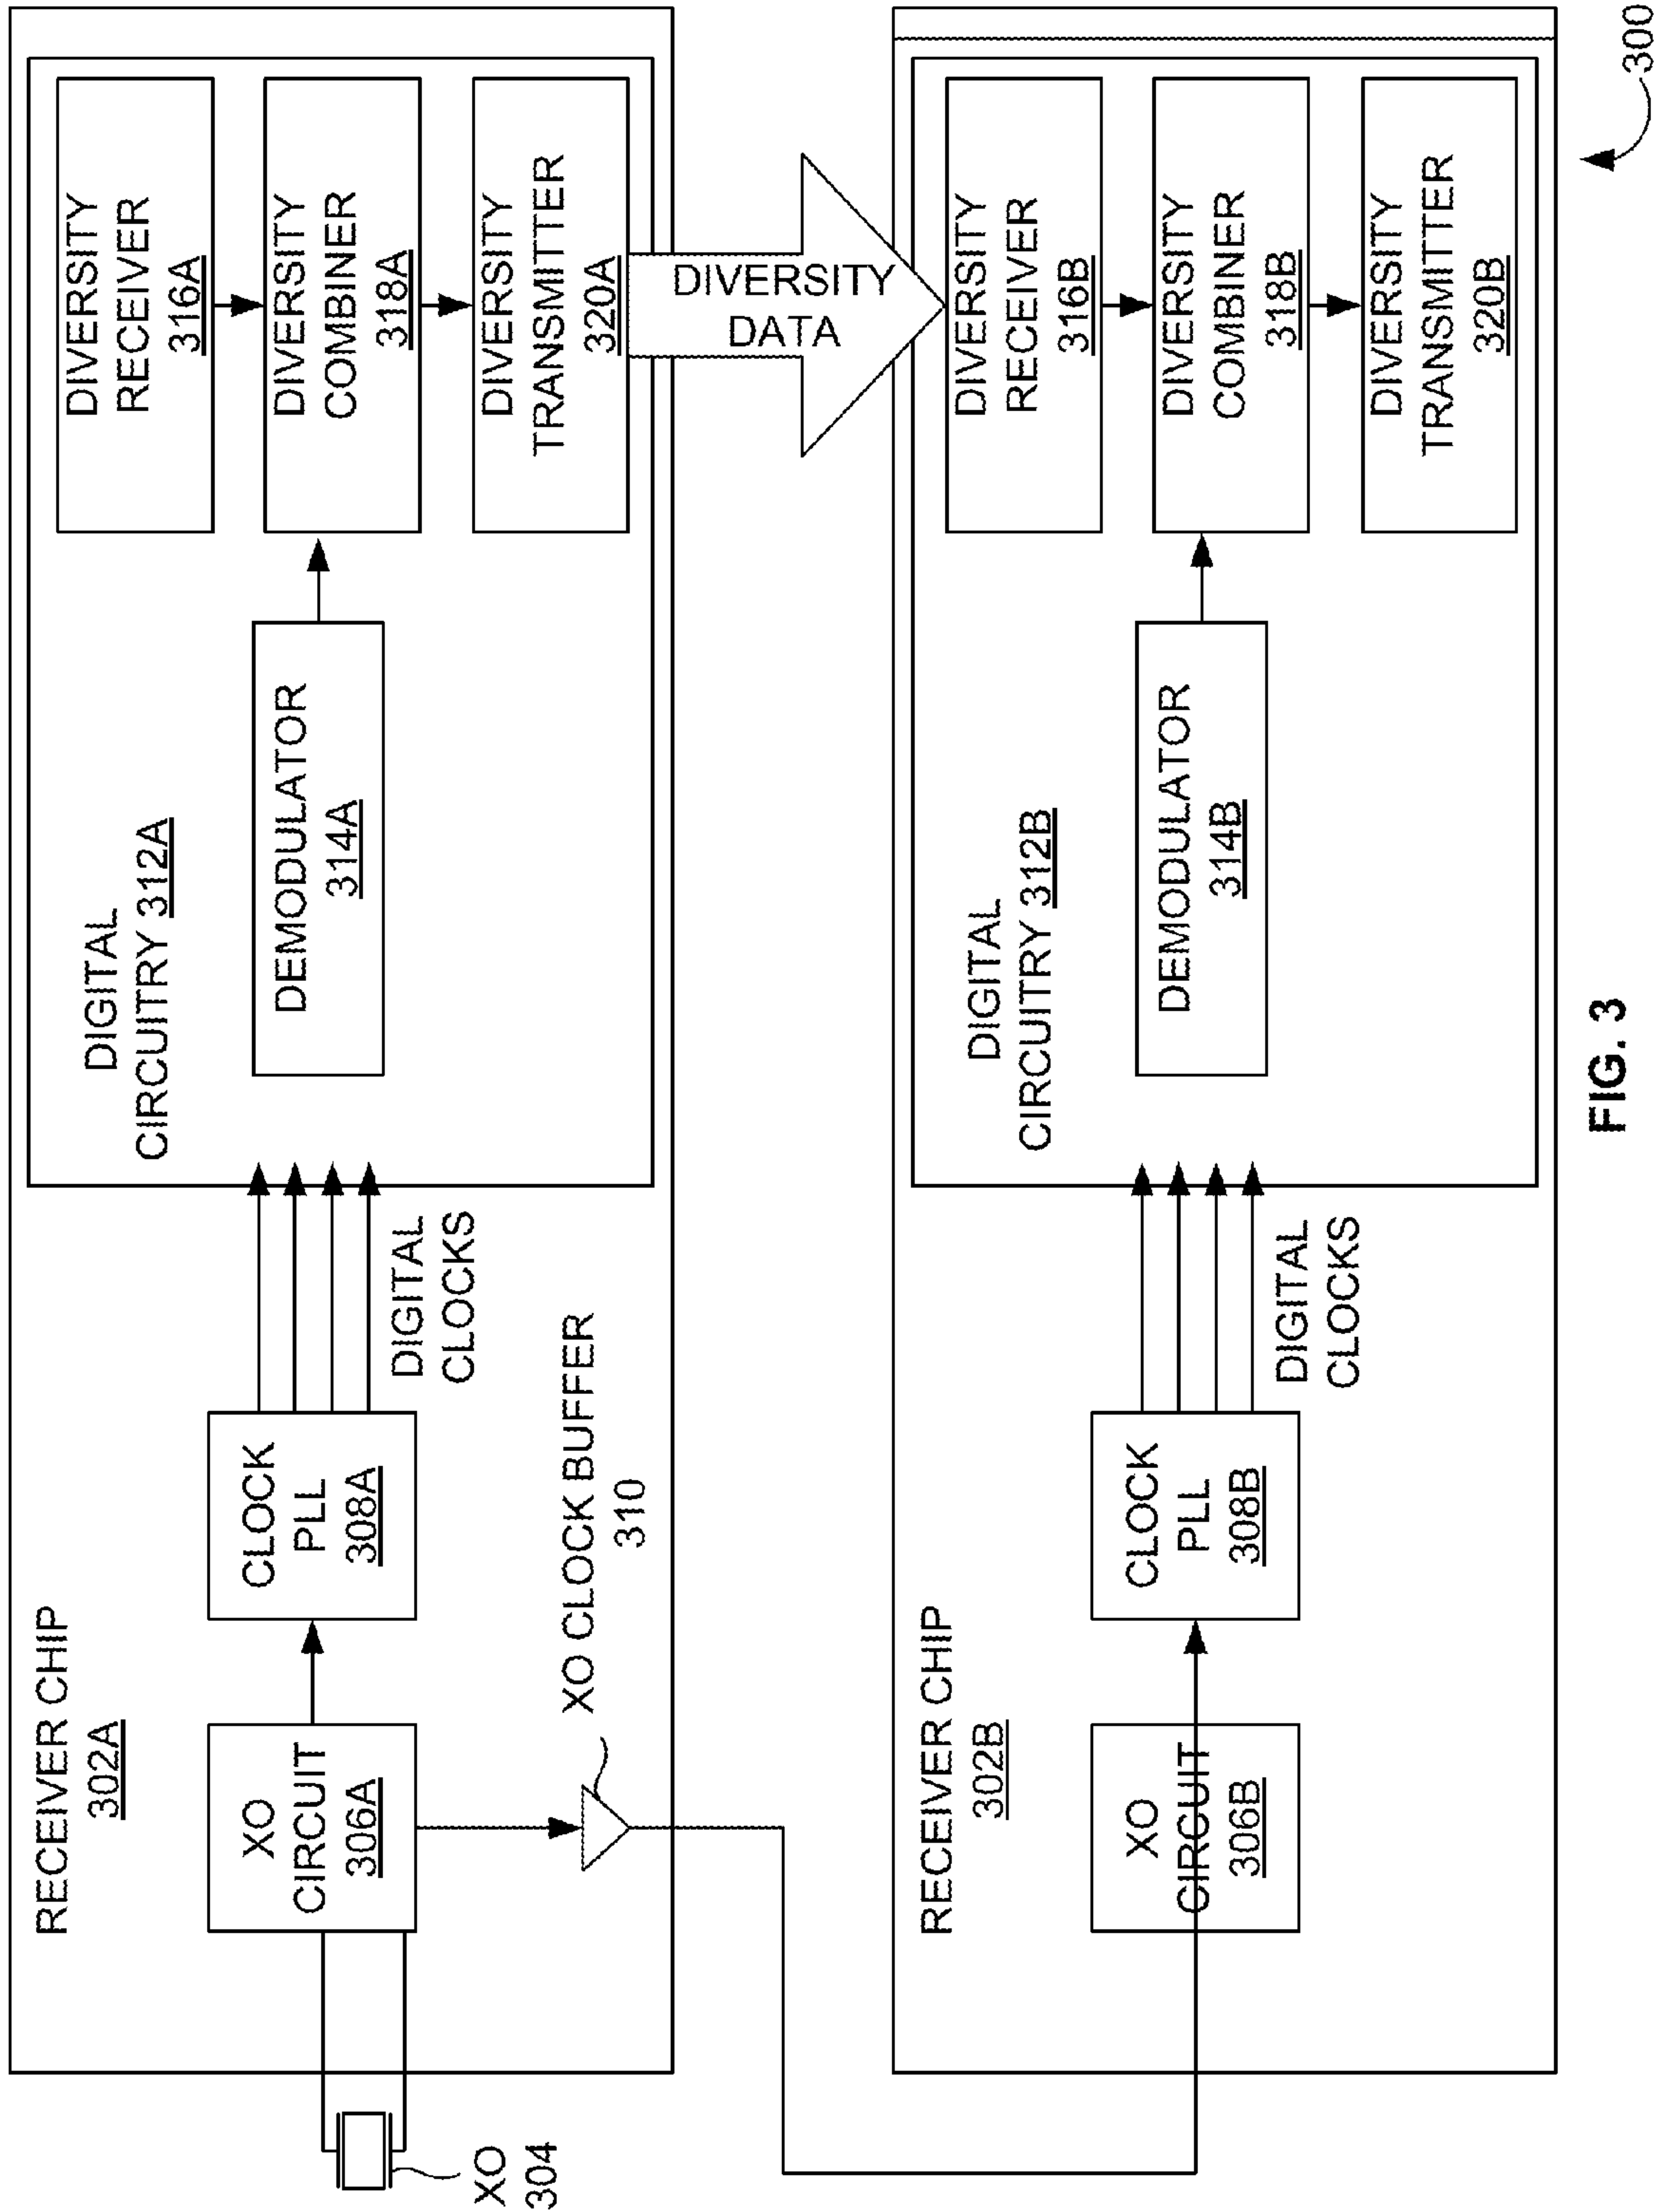 RECEIVER CHIP
302A
XO
304
XO
CIRCUIT
306A
CLOCK
PLL
308A
DIGITAL
CLOCKS
XO CLOCK BUFFER
310
DIGITAL
CIRCUITRY 312A
DEMODULATOR
314A
DIVERSITY
RECEIVER
316A
DIVERSITY
COMBINER
318A
DIVERSITY
TRANSMITTER
320A
DIVERSITY
DATA
RECEIVER CHIP
302B
XO
CIRCUIT
306B
CLOCK
PLL
308B
DIGITAL
CLOCKS
DIGITAL
CIRCUITRY 312B
DEMODULATOR
314B
DIVERSITY
RECEIVER
316B
DIVERSITY
COMBINER
318B
DIVERSITY
TRANSMITTER
320B
300
FIG. 3